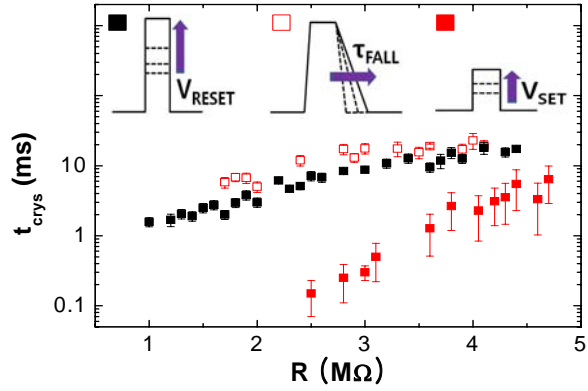 V_RESET
τ_FALL
V_SET
t_crys (ms)
10
1
0.1
1 2 3 4 5
R (MΩ)